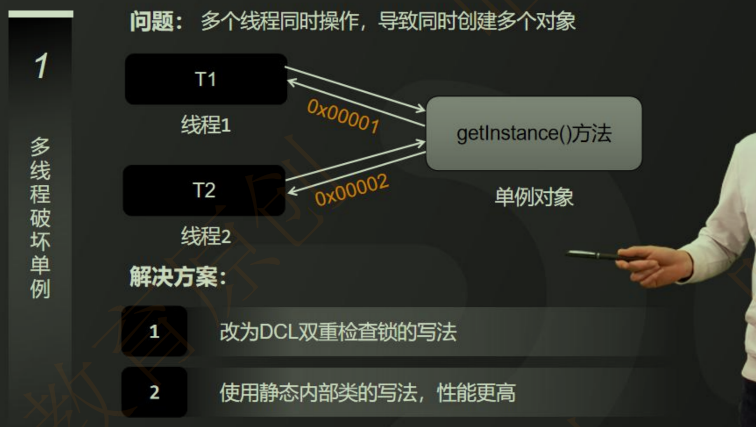 1
多线程破坏单例
问题： 多个线程同时操作，导致同时创建多个对象
T1
线程1
0x00001
getInstance()方法
单例对象
T2
线程2
0x00002
解决方案：
1 改为DCL双重检查锁的写法
2 使用静态内部类的写法，性能更高
教育原创